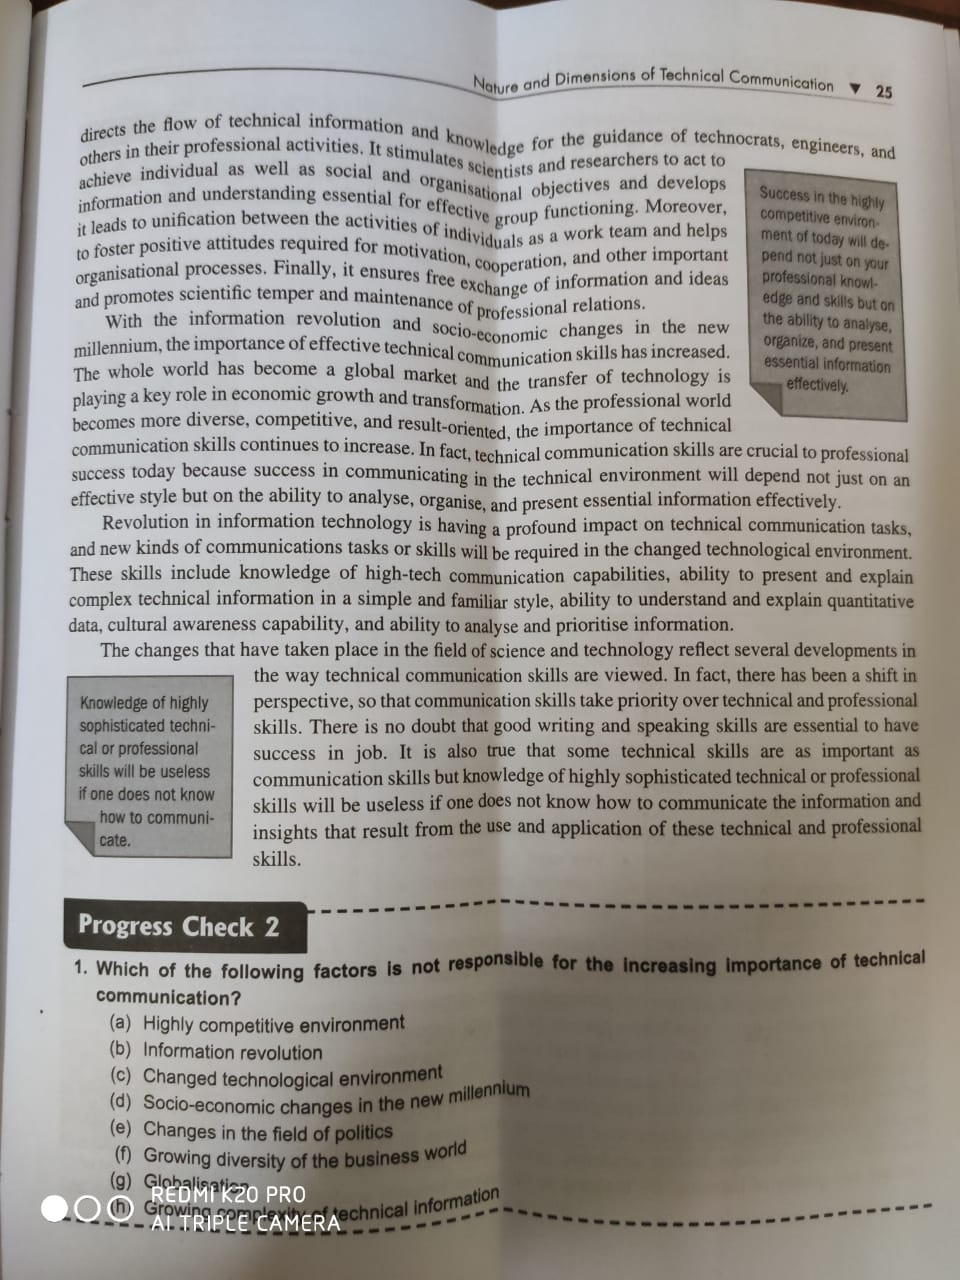 Nature and Dimensions of Technical Communication ▼ 25
directs the flow of technical information and knowledge for the guidance of technocrats, engineers, and
others in their professional activities. It stimulates scientists and researchers to act to
achieve individual as well as social and organisational objectives and develops
information and understanding essential for effective group functioning. Moreover,
it leads to unification between the activities of individuals as a work team and helps
to foster positive attitudes required for motivation, cooperation, and other important
organisational processes. Finally, it ensures free exchange of information and ideas
and promotes scientific temper and maintenance of professional relations.
Success in the highly
competitive environ-
ment of today will de-
pend not just on your
professional knowl-
edge and skills but on
the ability to analyse,
organize, and present
essential information
effectively.
With the information revolution and socio-economic changes in the new
millennium, the importance of effective technical communication skills has increased.
The whole world has become a global market and the transfer of technology is
playing a key role in economic growth and transformation. As the professional world
becomes more diverse, competitive, and result-oriented, the importance of technical
communication skills continues to increase. In fact, technical communication skills are crucial to professional
success today because success in communicating in the technical environment will depend not just on an
effective style but on the ability to analyse, organise, and present essential information effectively.
Revolution in information technology is having a profound impact on technical communication tasks,
and new kinds of communications tasks or skills will be required in the changed technological environment.
These skills include knowledge of high-tech communication capabilities, ability to present and explain
complex technical information in a simple and familiar style, ability to understand and explain quantitative
data, cultural awareness capability, and ability to analyse and prioritise information.
The changes that have taken place in the field of science and technology reflect several developments in
the way technical communication skills are viewed. In fact, there has been a shift in
perspective, so that communication skills take priority over technical and professional
skills. There is no doubt that good writing and speaking skills are essential to have
success in job. It is also true that some technical skills are as important as
communication skills but knowledge of highly sophisticated technical or professional
skills will be useless if one does not know how to communicate the information and
insights that result from the use and application of these technical and professional
skills.
Knowledge of highly
sophisticated techni-
cal or professional
skills will be useless
if one does not know
how to communi-
cate.
Progress Check 2
1. Which of the following factors is not responsible for the increasing importance of technical
communication?
(a) Highly competitive environment
(b) Information revolution
(c) Changed technological environment
(d) Socio-economic changes in the new millennium
(e) Changes in the field of politics
(f) Growing diversity of the business world
(g) Globalisation
(h) Growing complexity of technical information
REDMI K20 PRO
AI TRIPLE CAMERA